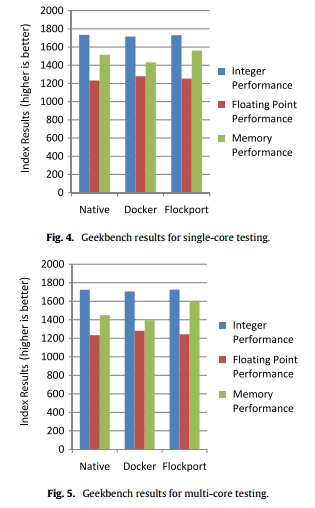 2000
1800
1600
1400
1200
1000
800
600
400
200
0
Index Results (higher is better)
Native Docker Flockport
Integer
Performance
Floating Point
Performance
Memory
Performance
Fig. 4. Geekbench results for single-core testing.
2000
1800
1600
1400
1200
1000
800
600
400
200
0
Index Results (higher is better)
Native Docker Flockport
Integer
Performance
Floating Point
Performance
Memory
Performance
Fig. 5. Geekbench results for multi-core testing.